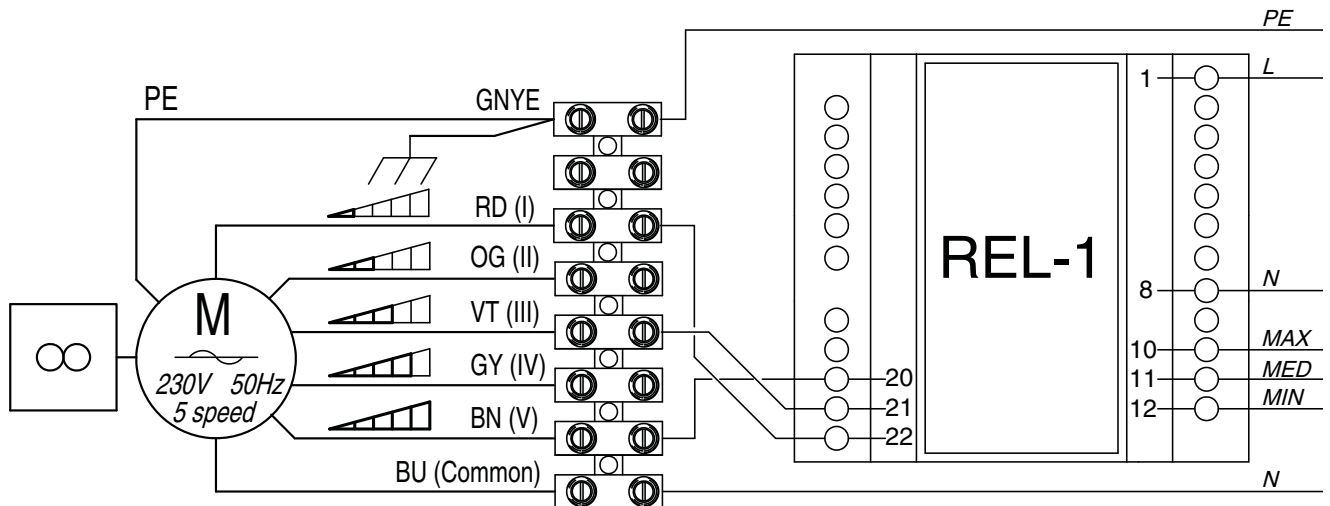 PE
1 L
PE GNYE
RD (I)
OG (II)
REL-1
M
8 N
VT (III)
230V 50Hz
GY (IV)
10 MAX
20
11 MED
5 speed
BN (V)
21
12 MIN
22
BU (Common)
N